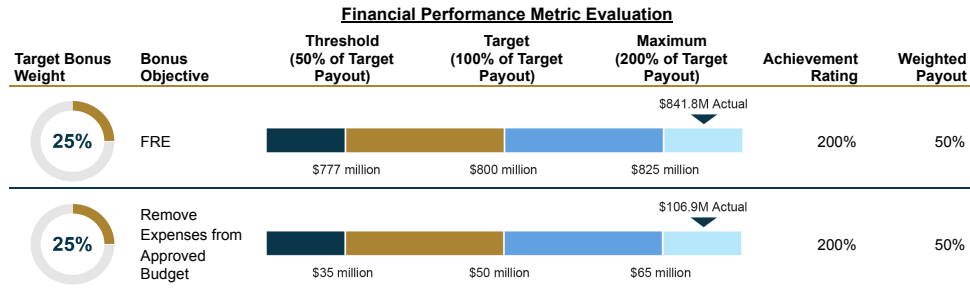 Financial Performance Metric Evaluation
Target Bonus
Weight
Bonus
Objective
Threshold
(50% of Target
Payout)
Target
(100% of Target
Payout)
Maximum
(200% of Target
Payout)
Achievement
Rating
Weighted
Payout
25%
FRE
$841.8M Actual
$777 million
$800 million
$825 million
200%
50%
25%
Remove
Expenses from
Approved
Budget
$106.9M Actual
$35 million
$50 million
$65 million
200%
50%